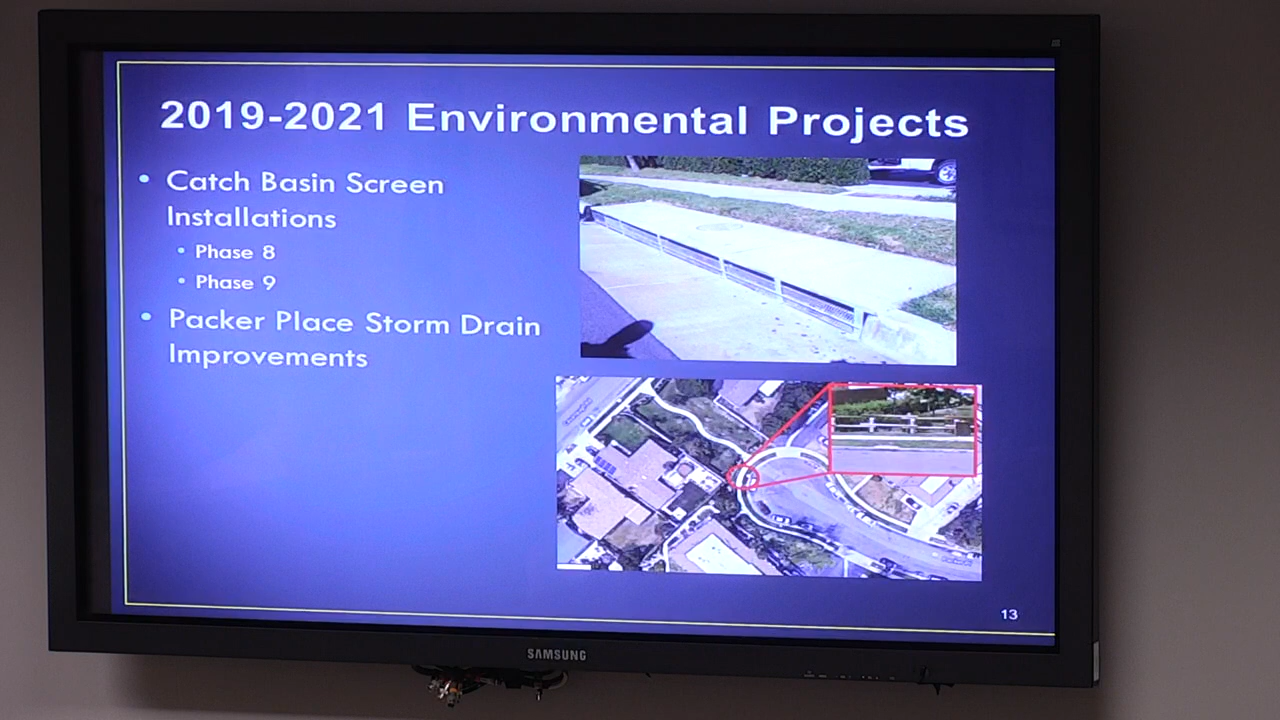 2019-2021 Environmental Projects
• Catch Basin Screen
Installations
• Phase 8
• Phase 9
• Packer Place Storm Drain
Improvements
13
SAMSUNG